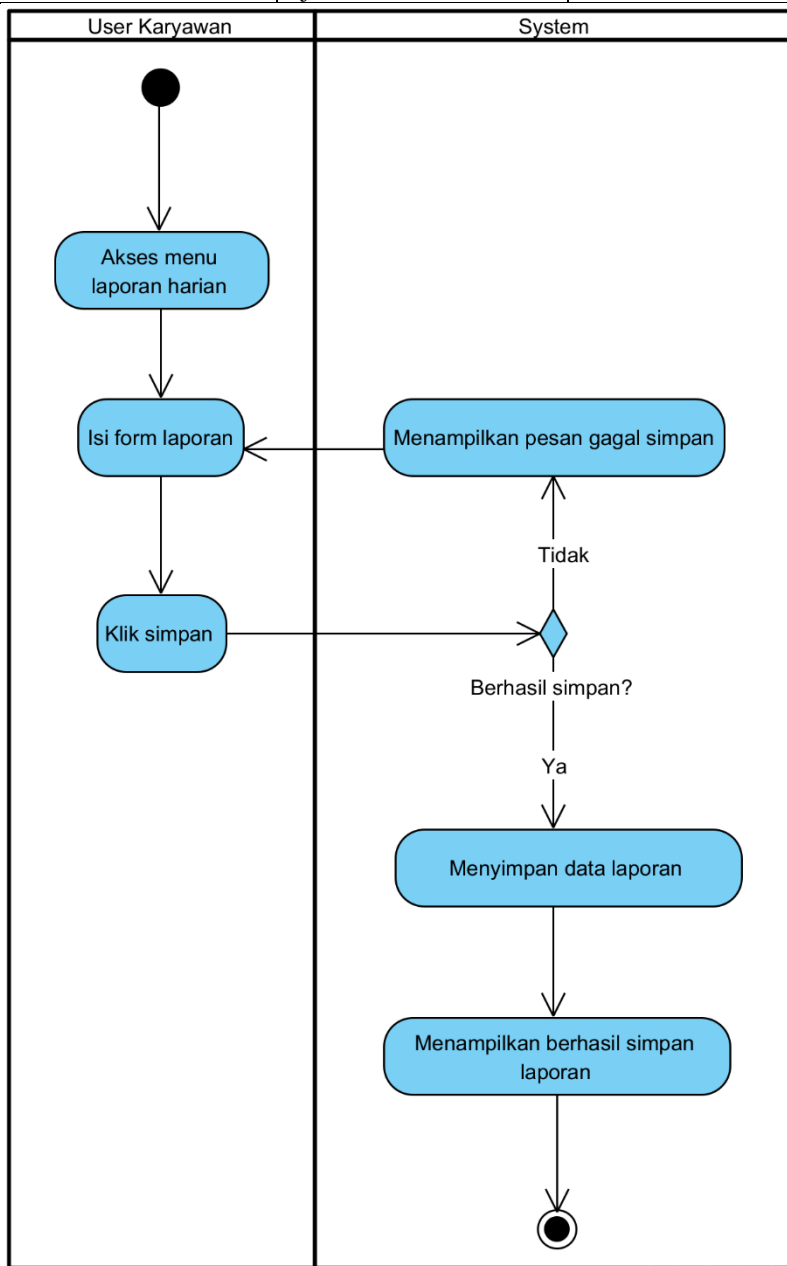 User Karyawan
System
Akses menu
laporan harian
Isi form laporan
Menampilkan pesan gagal simpan
Tidak
Klik simpan
Berhasil simpan?
Ya
Menyimpan data laporan
Menampilkan berhasil simpan
laporan